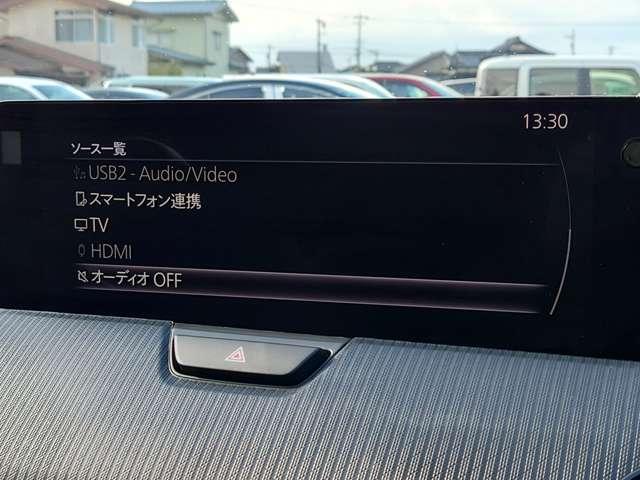 13:30
ソース一覧
USB2 - Audio/Video
スマートフォン連携
TV
HDMI
オーディオ OFF